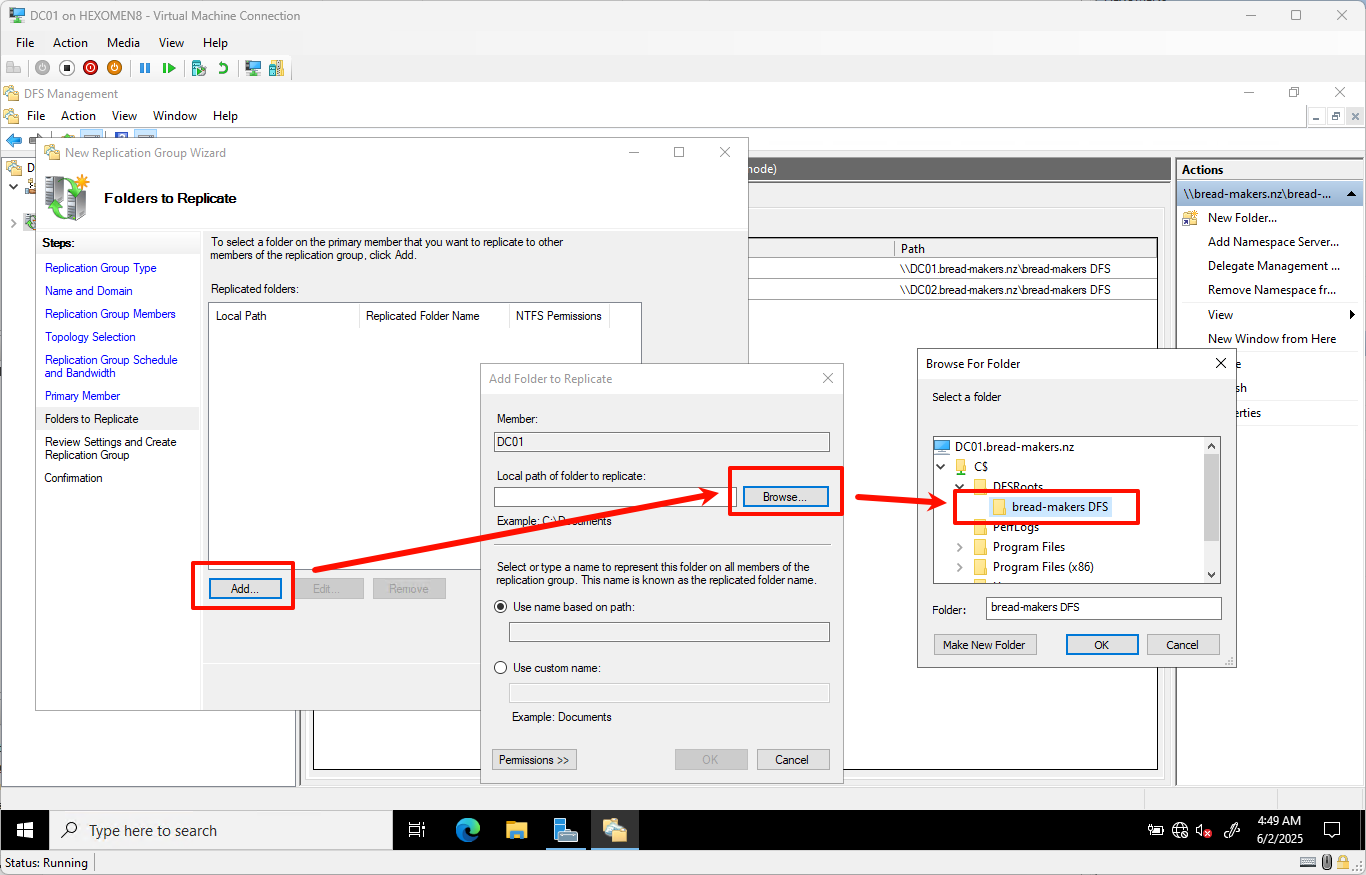 DC01 on HEXOMEN8 - Virtual Machine Connection
File Action Media View Help
DFS Management
File Action View Window Help
New Replication Group Wizard
Folders to Replicate
Steps:
Replication Group Type
Name and Domain
Replication Group Members
Topology Selection
Replication Group Schedule
and Bandwidth
Primary Member
Folders to Replicate
Review Settings and Create
Replication Group
Confirmation
To select a folder on the primary member that you want to replicate to other
members of the replication group, click Add.
Replicated folders:
Local Path Replicated Folder Name NTFS Permissions
Add... Edit... Remove
Path
\\DC01.bread-makers.nz\bread-makers DFS
\\DC02.bread-makers.nz\bread-makers DFS
Add Folder to Replicate
Member:
DC01
Local path of folder to replicate:
Browse...
Example: C:\Documents
Select or type a name to represent this folder on all members of the
replication group. This name is known as the replicated folder name.
Use name based on path:
Use custom name:
Example: Documents
Permissions >> OK Cancel
Actions
\\bread-makers.nz\bread-...
New Folder...
Add Namespace Server...
Delegate Management ...
Remove Namespace fr...
View
New Window from Here
Browse For Folder
Select a folder
DC01.bread-makers.nz
C$
DFSRoots
bread-makers DFS
PerfLogs
Program Files
Program Files (x86)
Folder: bread-makers DFS
Make New Folder OK Cancel
Type here to search
4:49 AM
6/2/2025
Status: Running